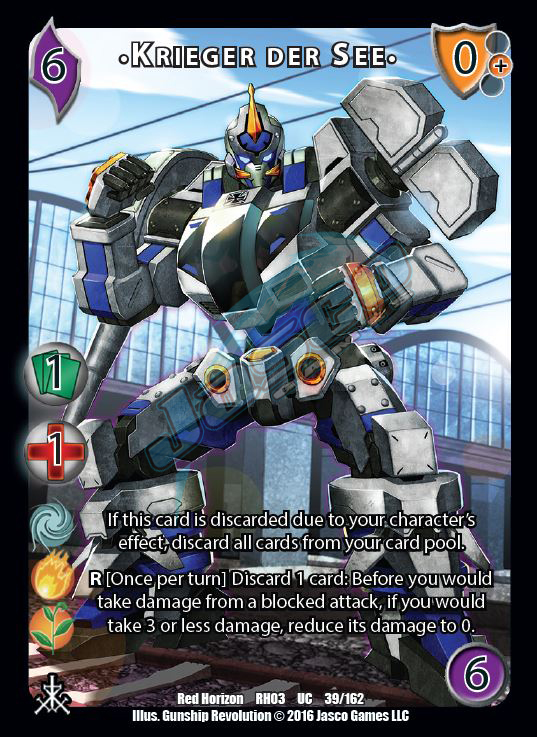 6
•KRIEGER DER SEE•
0
+
1
1
If this card is discarded due to your character's
effect, discard all cards from your card pool.
R [Once per turn] Discard 1 card: Before you would
take damage from a blocked attack, if you would
take 3 or less damage, reduce its damage to 0.
6
Red Horizon RH03 UC 39/162
Illus. Gunship Revolution © 2016 Jasco Games LLC